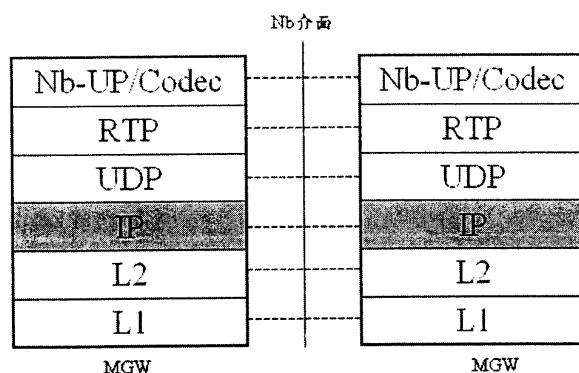 Nb介面
Nb-UP/Codec
Nb-UP/Codec
RTP
RTP
UDP
UDP
IP
IP
L2
L2
L1
L1
MGW
MGW